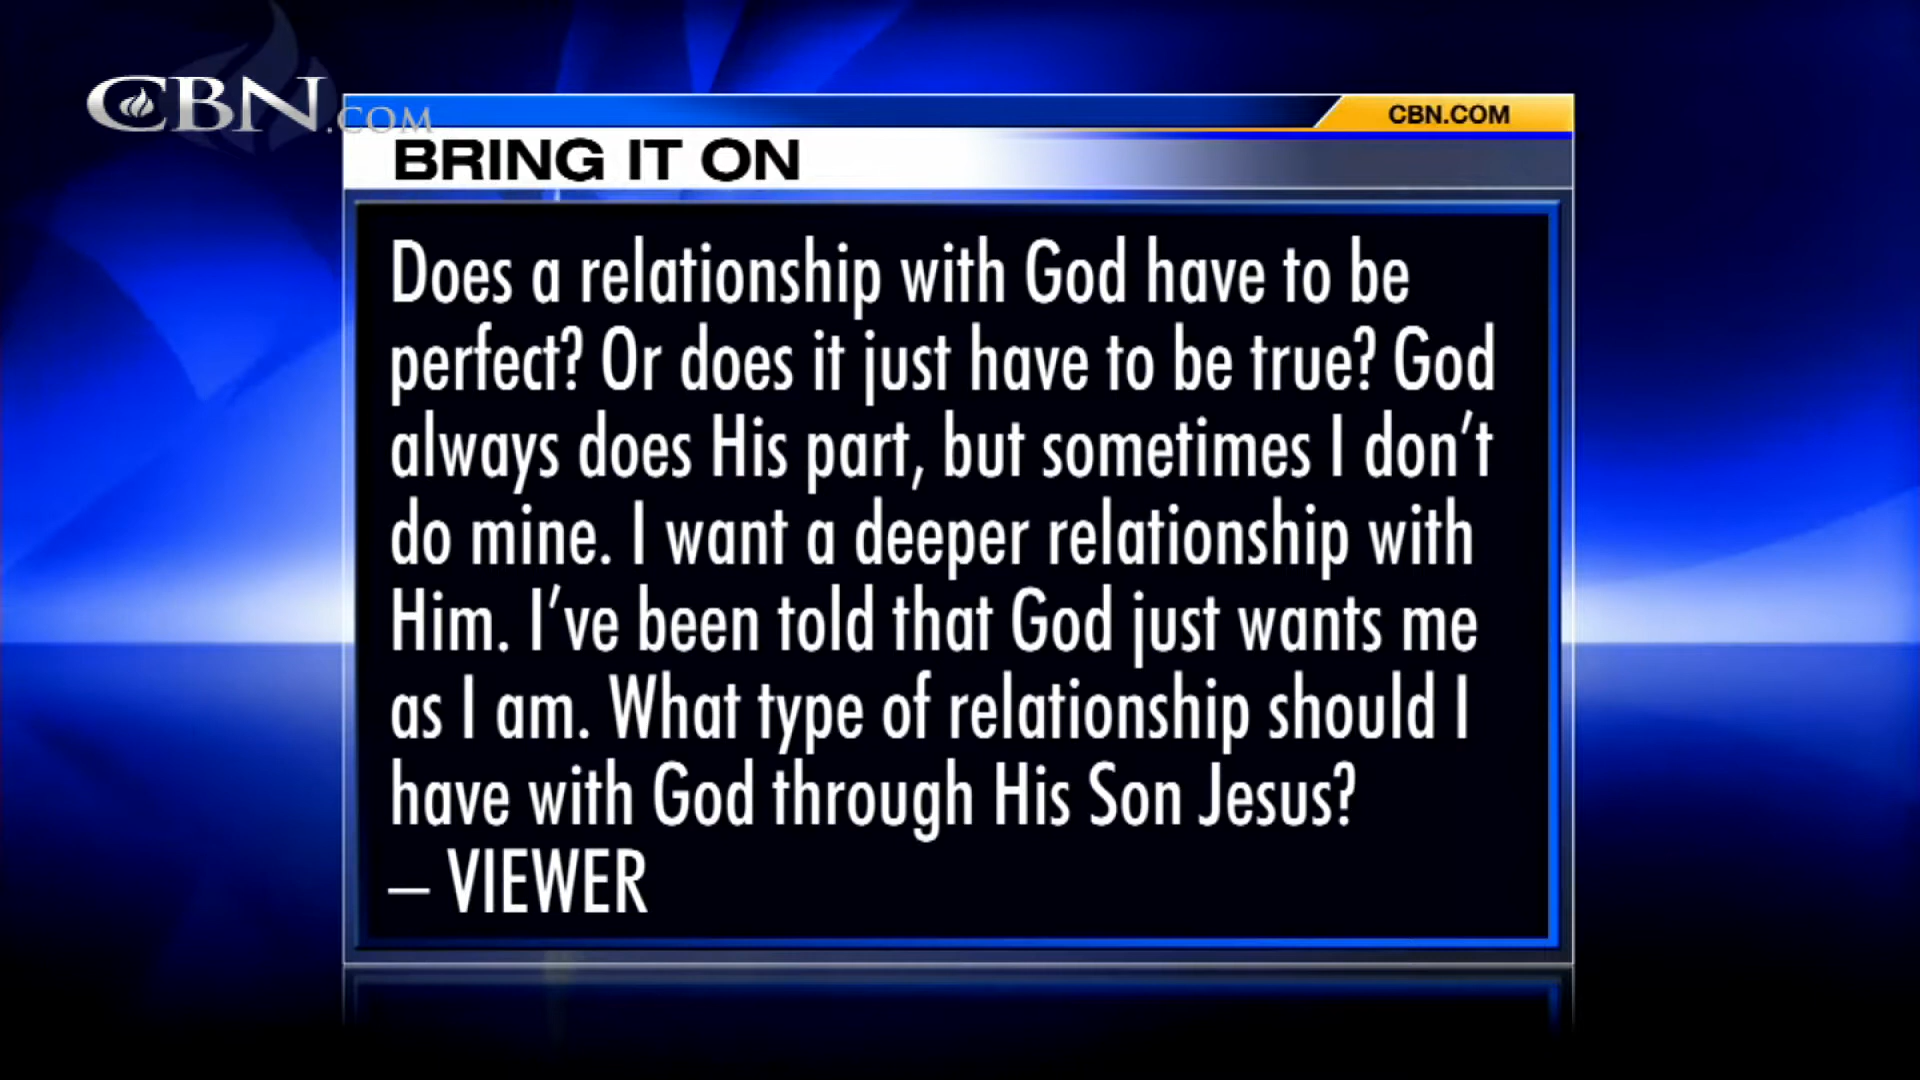 CBN.COM
CBN.COM
BRING IT ON
Does a relationship with God have to be
perfect? Or does it just have to be true? God
always does His part, but sometimes I don’t
do mine. I want a deeper relationship with
Him. I’ve been told that God just wants me
as I am. What type of relationship should I
have with God through His Son Jesus?
– VIEWER